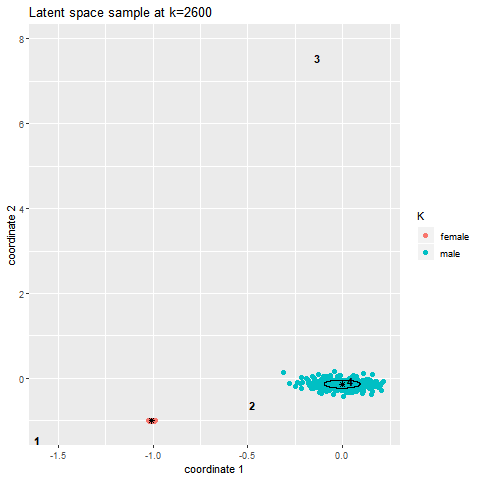 Latent space sample at k=2600
3
8
6
4
2
0
coordinate 2
4
2
1
-1.5
-1.0
-0.5
0.0
coordinate 1
K
female
male